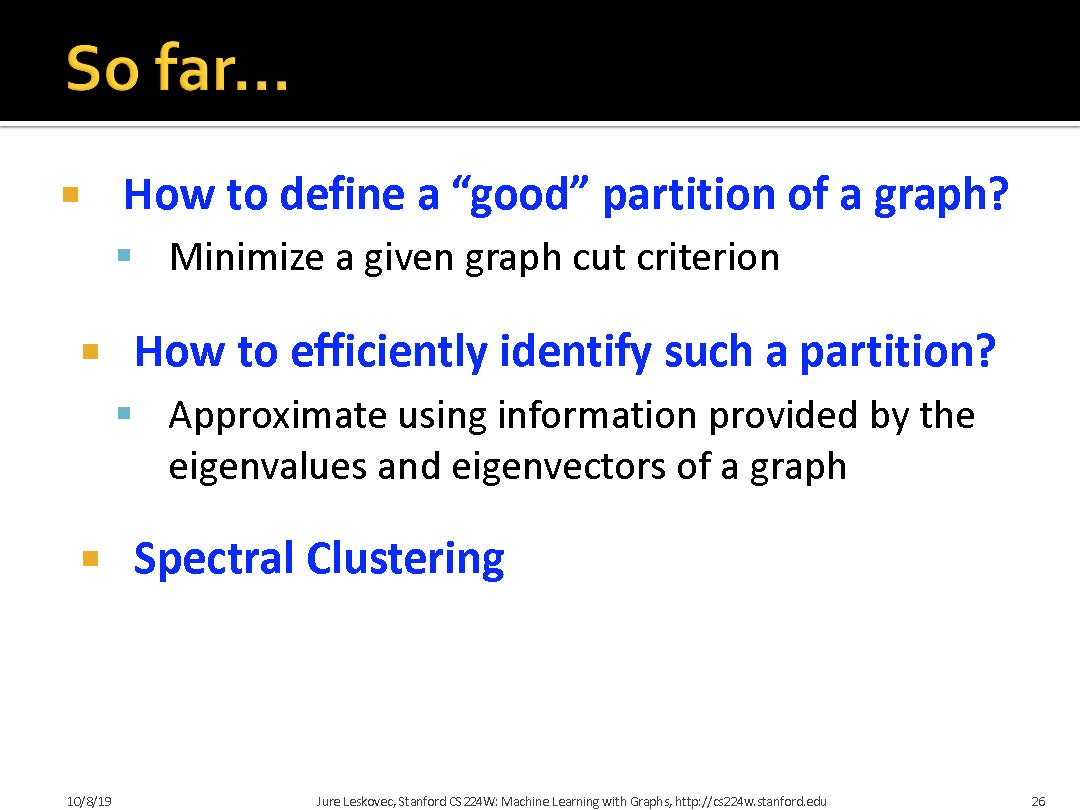 So far…
How to define a “good” partition of a graph?
Minimize a given graph cut criterion
How to efficiently identify such a partition?
Approximate using information provided by the
eigenvalues and eigenvectors of a graph
Spectral Clustering
10/8/19
Jure Leskovec, Stanford CS224W: Machine Learning with Graphs, http://cs224w.stanford.edu
26